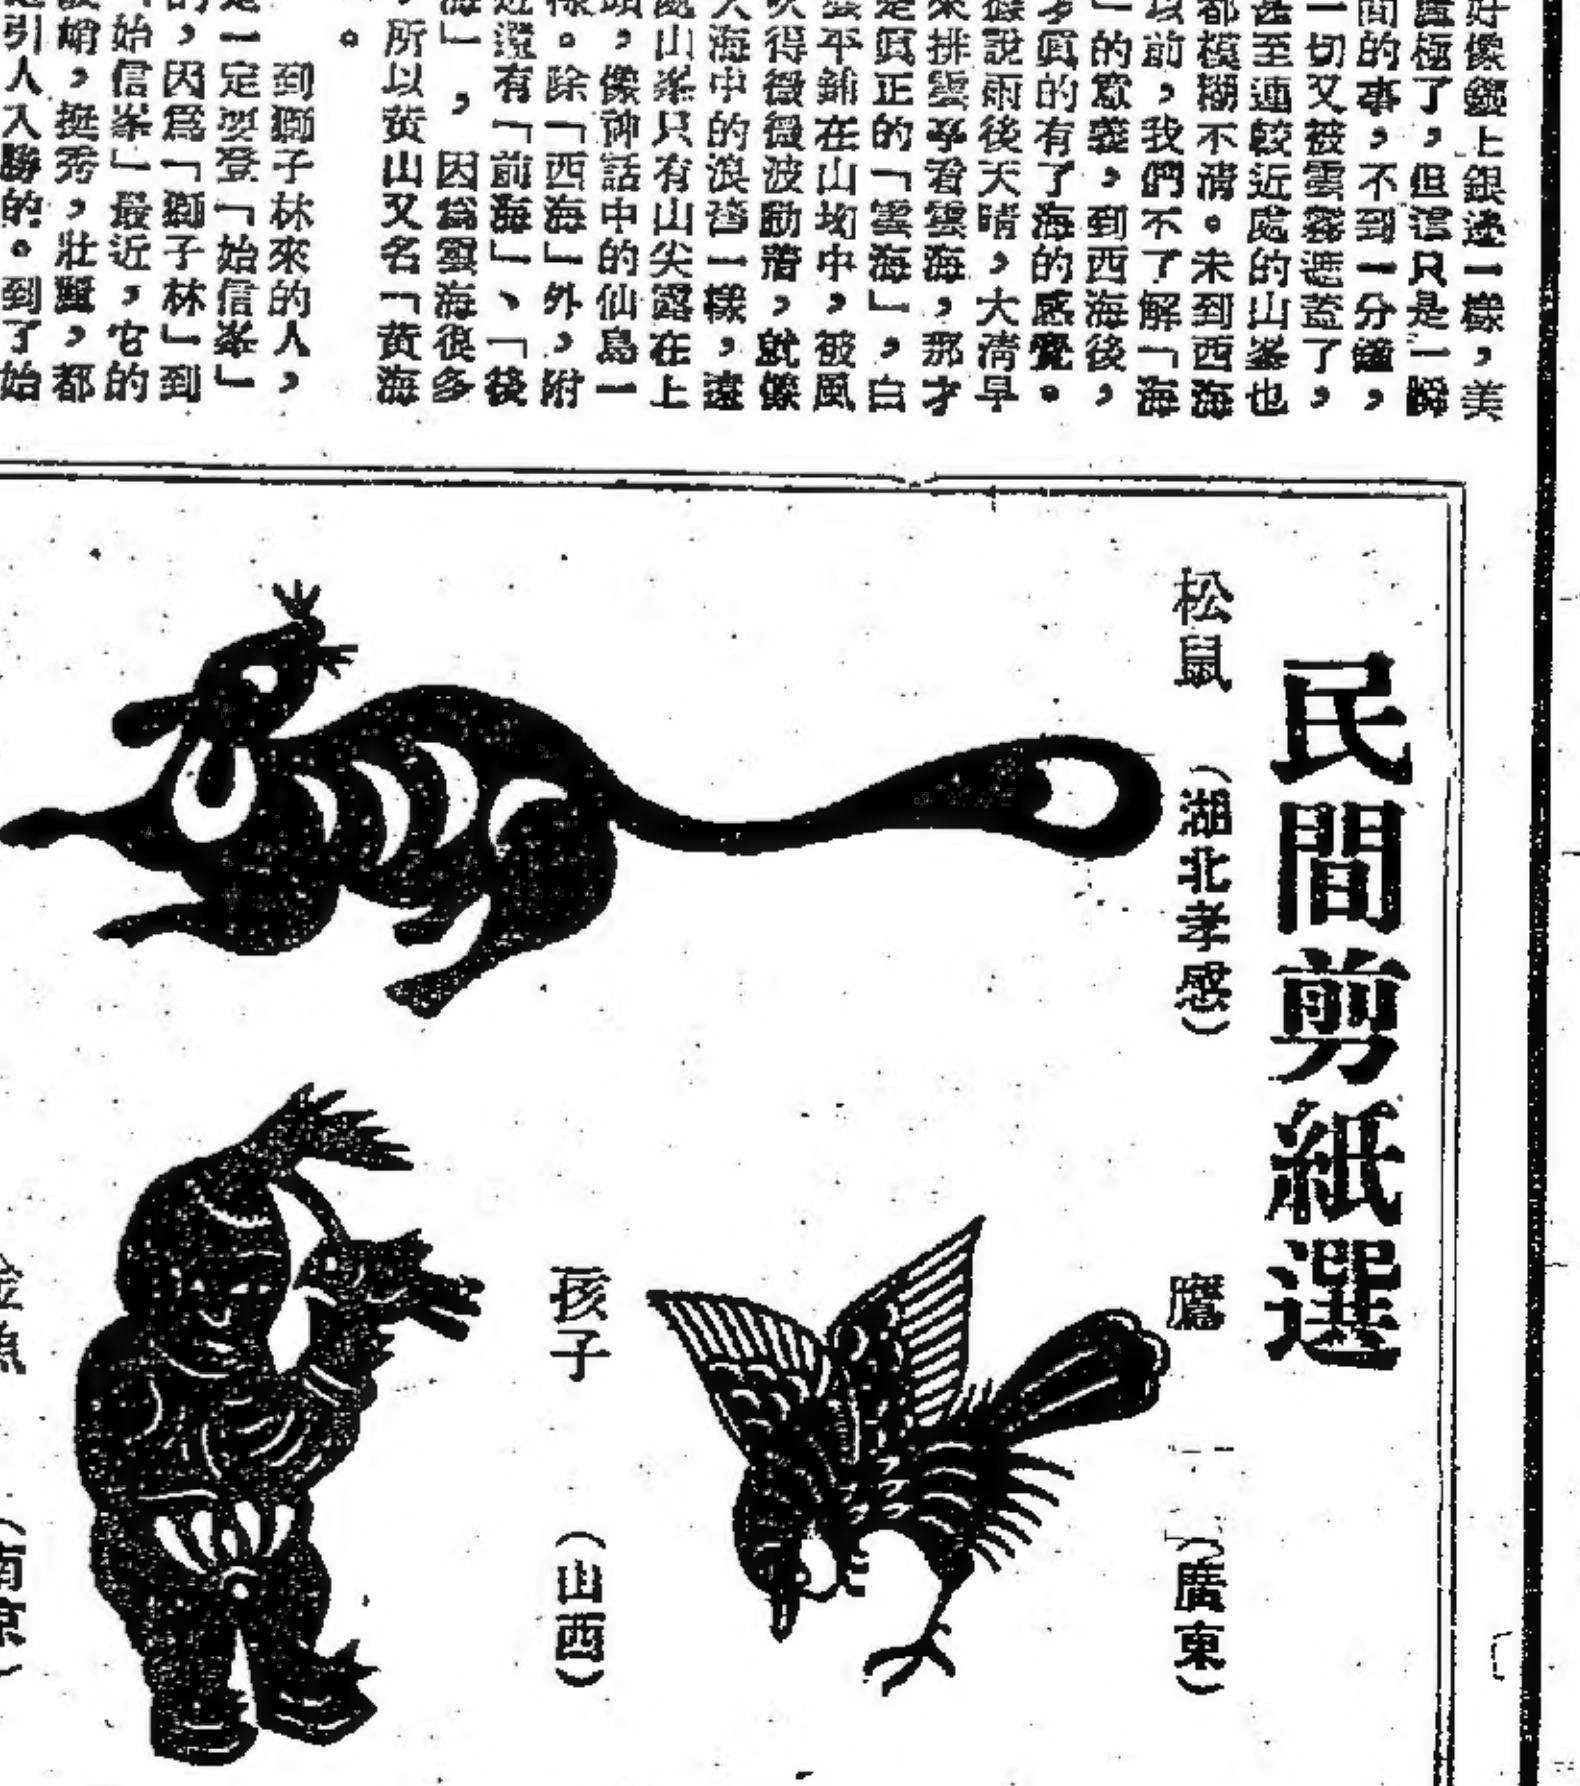 好像鑲上銀邊一樣，美
極了，但這只是一瞬
間的事，不到一分鐘，
一切又被雲霧遮蓋了，
甚至連較近處的山峯也
都模糊不清。未到西海
以前，我們不了解「海
」的意義，到西海後，
才眞的有了海的感覺。
據說雨後天晴，大淸早
來排雲亭看雲海，那才
是眞正的「雲海」，白
雲平鋪在山坳中，被風
吹得微微波動着，就像
大海中的浪濤一樣，遠
處山峯只有山尖露在上
頭，像神話中的仙島一
樣。除「西海」外，附
近還有「前海」、「後
海」，因爲雲海很多
，所以黃山又名「黃海
。
到獅子林來的人，
是一定要登「始信峯」
的，因爲「獅子林」到
「始信峯」最近，它的
峻峭，挺秀，壯麗，都
引人入勝的。到了始
民間剪紙選
松鼠（湖北孝感）
鷹（廣東）
孩子（山西）
金魚（南京）